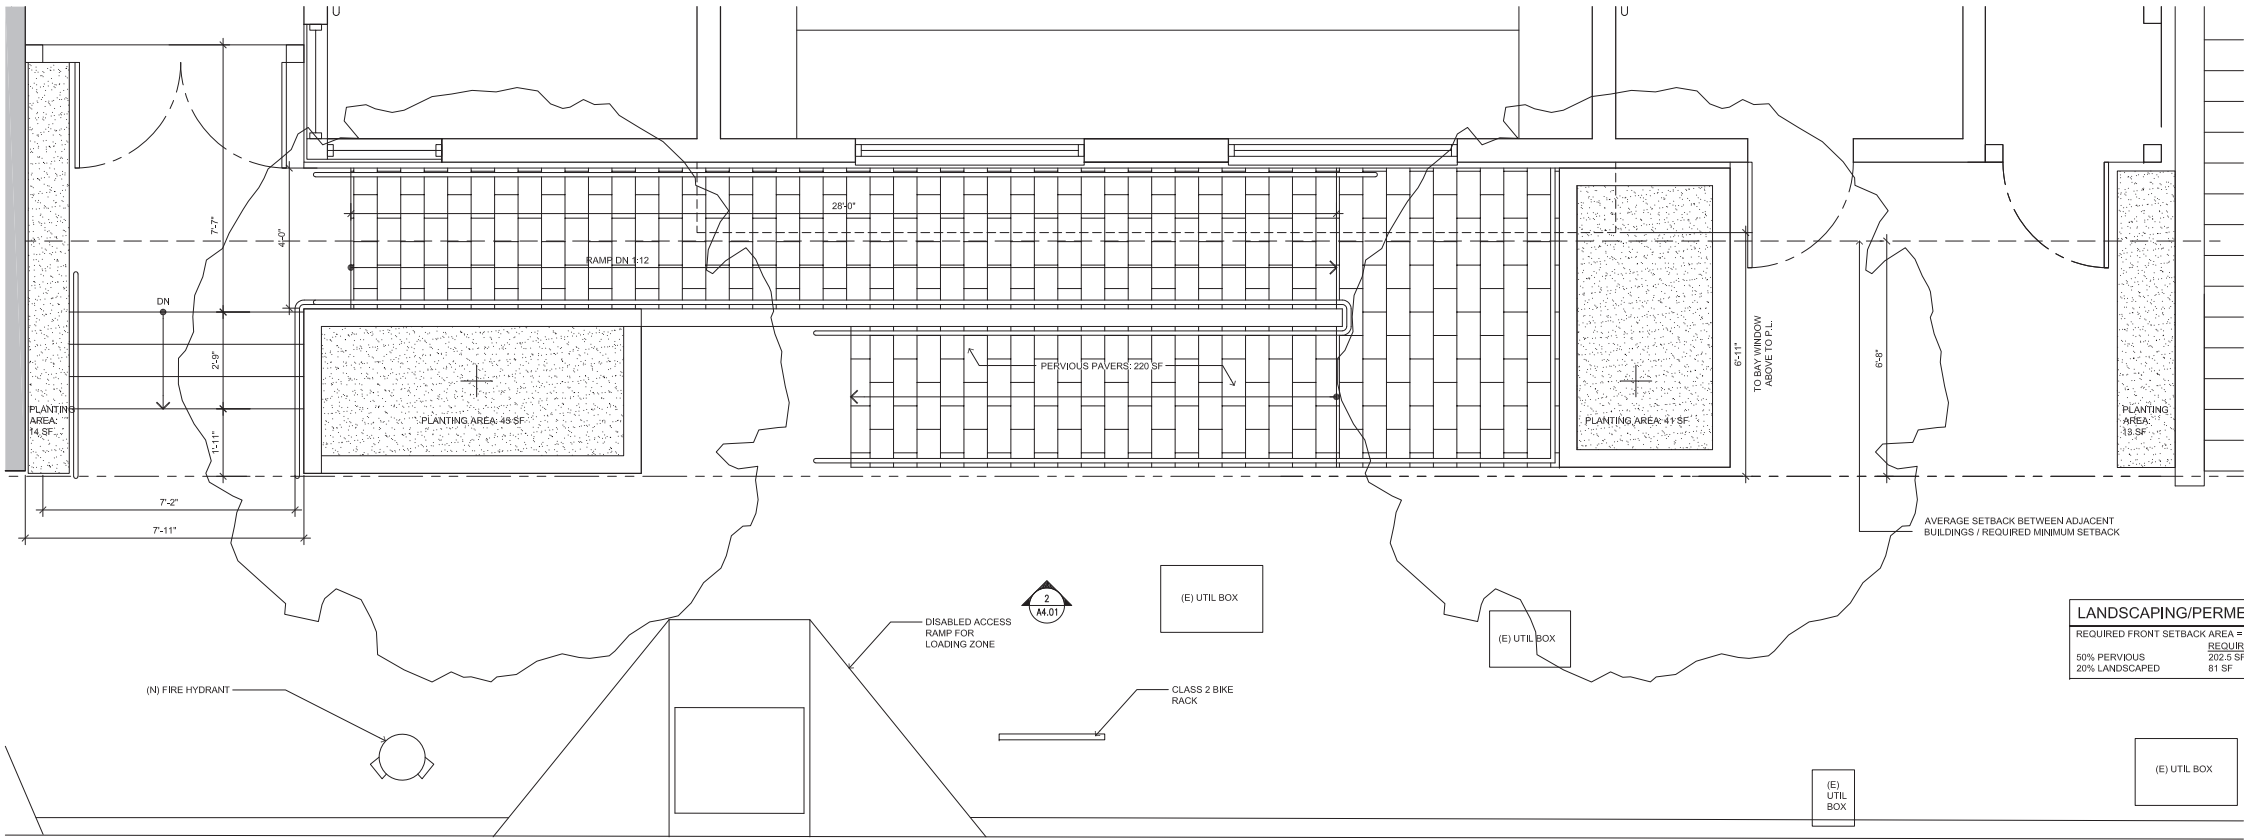 U
U
28'-0"
7'-7"
4'-0"
RAMP DN 1:12
DN
2'-9"
1'-11"
PLANTING
AREA:
14 SF
PLANTING AREA: 45 SF
PERVIOUS PAVERS: 220 SF
PLANTING AREA: 41 SF
6'-11"
TO BAY WINDOW
ABOVE TO P.L.
6'-8"
PLANTING
AREA:
13 SF
7'-2"
7'-11"
AVERAGE SETBACK BETWEEN ADJACENT
BUILDINGS / REQUIRED MINIMUM SETBACK
2
A4.01
(E) UTIL BOX
DISABLED ACCESS
RAMP FOR
LOADING ZONE
(E) UTIL BOX
LANDSCAPING/PERME
REQUIRED FRONT SETBACK AREA =
REQUIR
50% PERVIOUS 202.5 SF
20% LANDSCAPED 81 SF
(N) FIRE HYDRANT
CLASS 2 BIKE
RACK
(E)
UTIL
BOX
(E) UTIL BOX